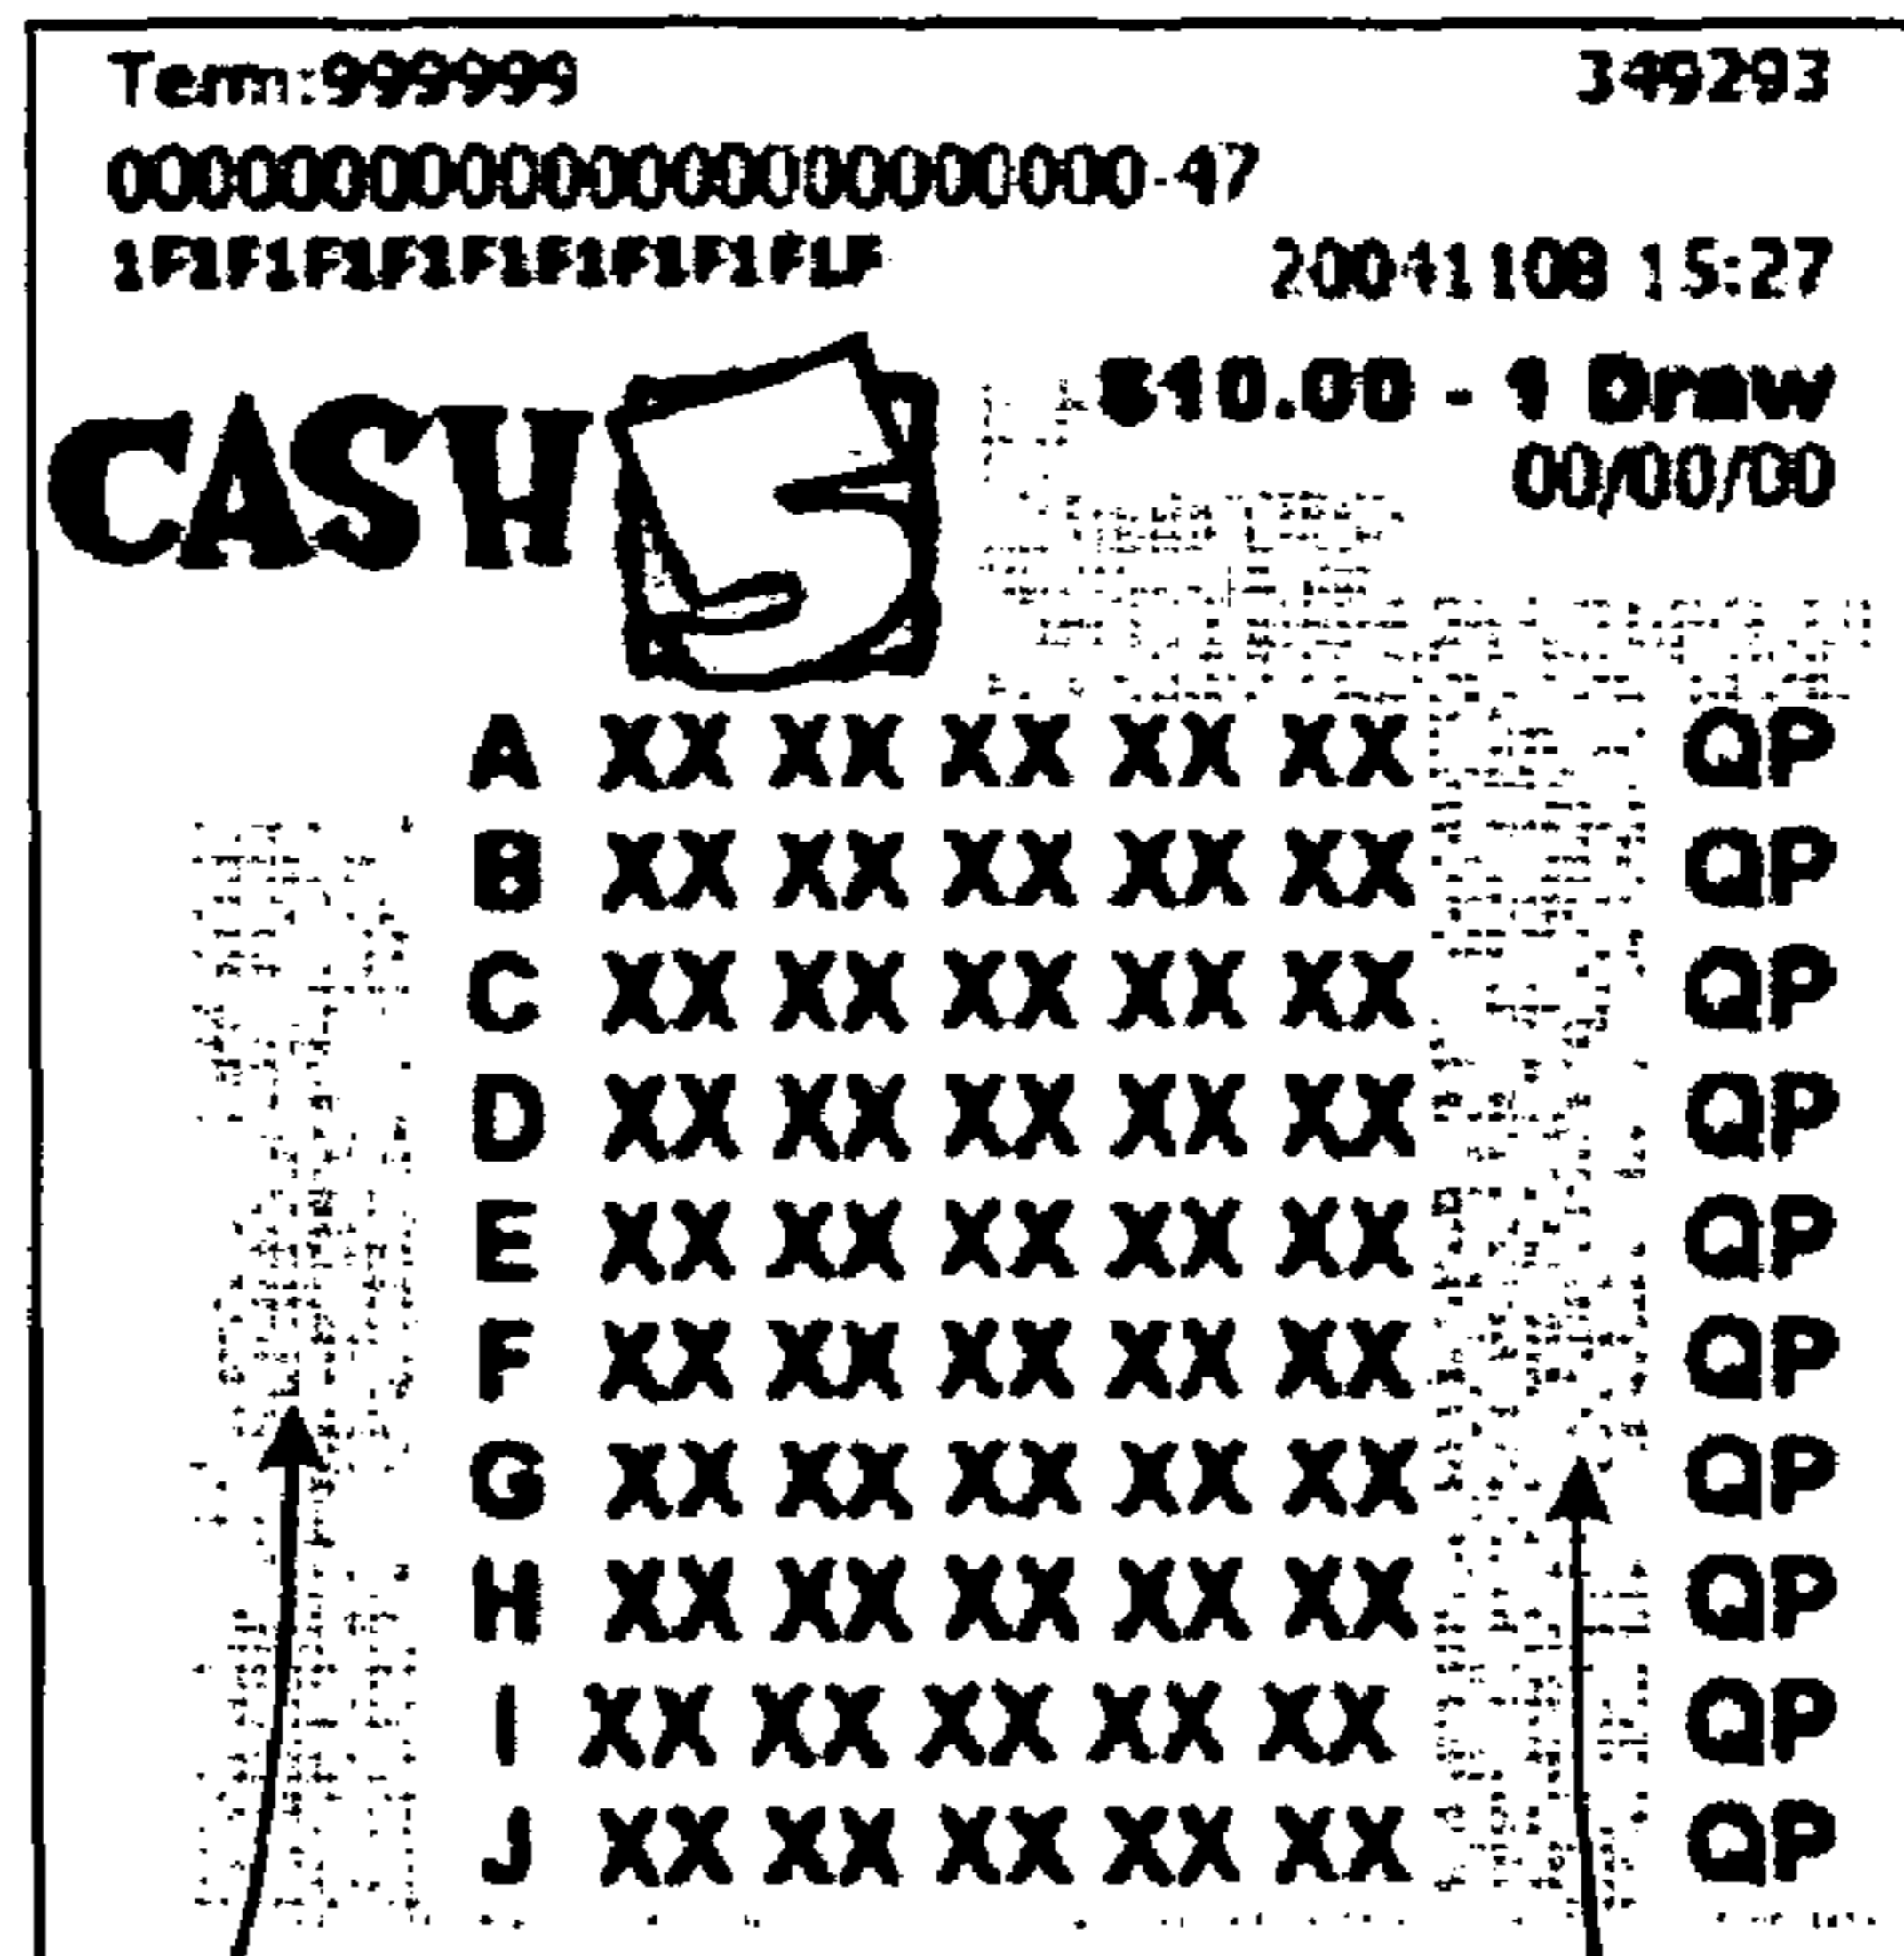 Term:999999 349293
000000000000000000000000-47
1F1F1F1F1F1F1F1F1F1F 20041108 15:27
CASH 5 $10.00 - 1 Draw
00/00/00
A XX XX XX XX XX QP
B XX XX XX XX XX QP
C XX XX XX XX XX QP
D XX XX XX XX XX QP
E XX XX XX XX XX QP
F XX XX XX XX XX QP
G XX XX XX XX XX QP
H XX XX XX XX XX QP
I XX XX XX XX XX QP
J XX XX XX XX XX QP